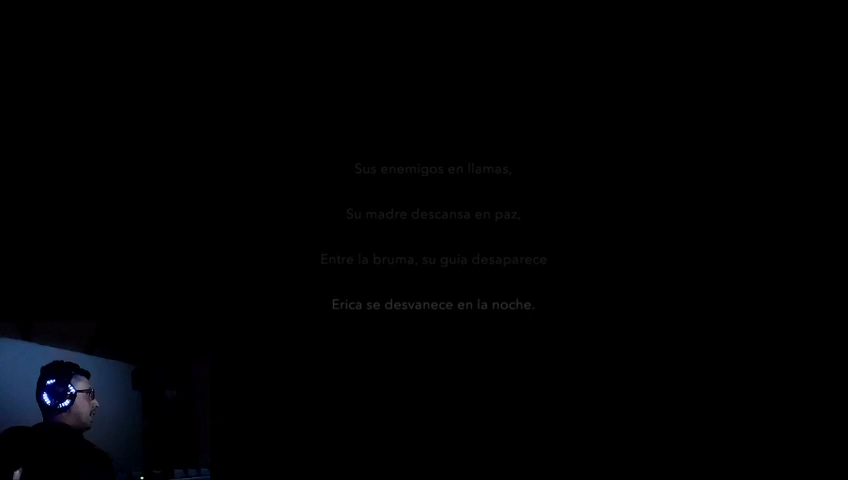 Sus enemigos en llamas,
Su madre descansa en paz,
Entre la bruma, su guía desaparece
Erica se desvanece en la noche.